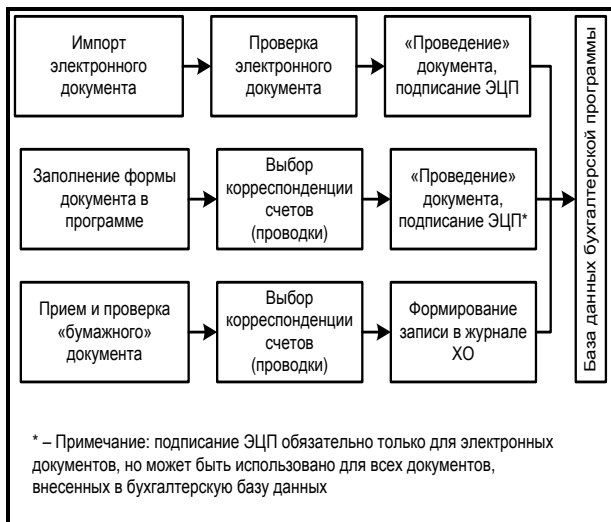 Импорт
электронного
документа
Проверка
электронного
документа
«Проведение»
документа,
подписание ЭЦП
Заполнение формы
документа в
программе
Выбор
корреспонденции
счетов
(проводки)
«Проведение»
документа,
подписание ЭЦП*
Прием и проверка
«бумажного»
документа
Выбор
корреспонденции
счетов
(проводки)
Формирование
записи в журнале
ХО
База данных бухгалтерской программы
* – Примечание: подписание ЭЦП обязательно только для электронных
документов, но может быть использовано для всех документов,
внесенных в бухгалтерскую базу данных